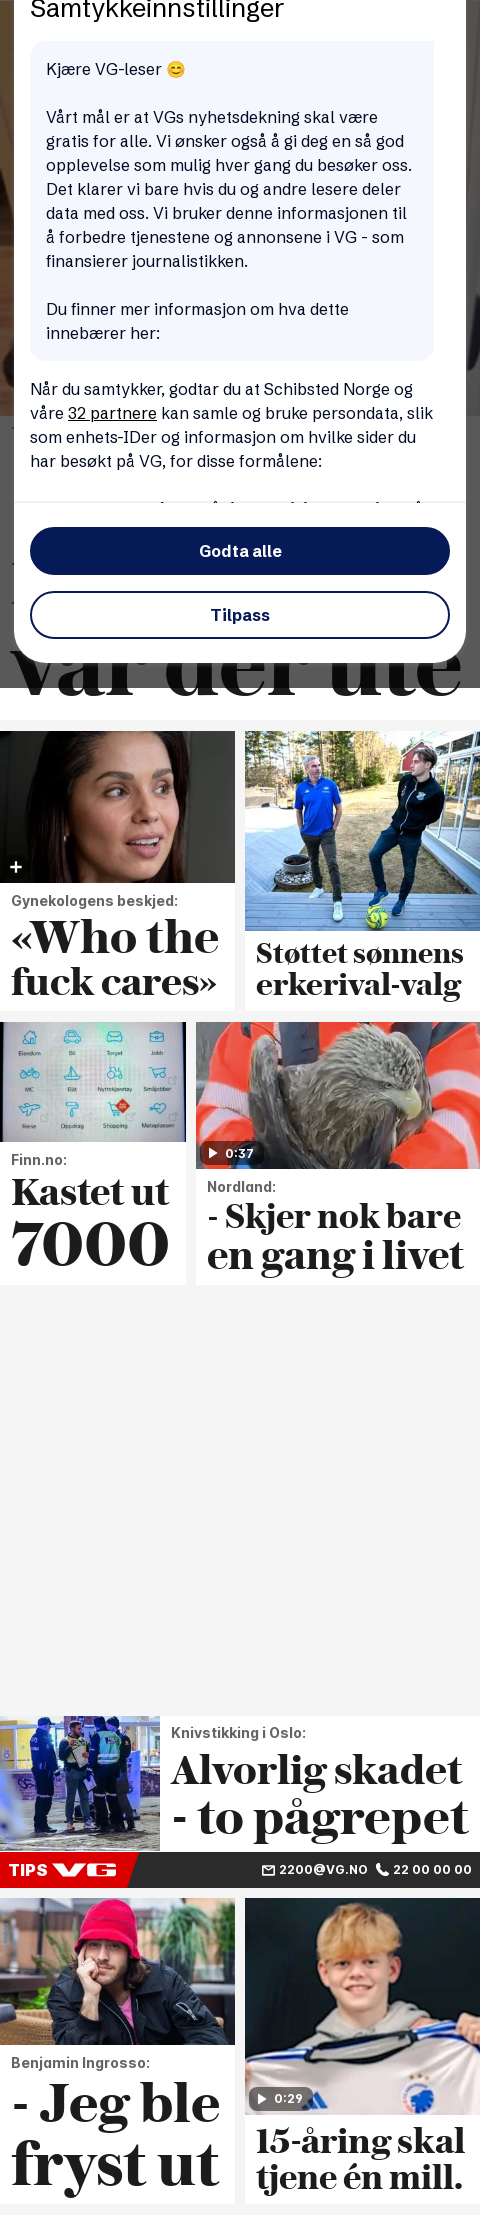 Samtykkeinnstillinger
Kjære VG-leser 😊
Vårt mål er at VGs nyhetsdekning skal være
gratis for alle. Vi ønsker også å gi deg en så god
opplevelse som mulig hver gang du besøker oss.
Det klarer vi bare hvis du og andre lesere deler
data med oss. Vi bruker denne informasjonen til
å forbedre tjenestene og annonsene i VG - som
finansierer journalistikken.
Du finner mer informasjon om hva dette
innebærer her:
Når du samtykker, godtar du at Schibsted Norge og
våre 32 partnere kan samle og bruke persondata, slik
som enhets-IDer og informasjon om hvilke sider du
har besøkt på VG, for disse formålene:
Godta alle
Tilpass
var der ute
Gynekologens beskjed:
«Who the
fuck cares»
Støttet sønnens
erkerival-valg
Eiendom Bil Torget Jobb
MC Båt Nyttekjøretøy Småjobber
Reise Oppdrag Shopping Møteplassen
Finn.no:
Kastet ut
7000
0:37
Nordland:
- Skjer nok bare
en gang i livet
Knivstikking i Oslo:
Alvorlig skadet
- to pågrepet
TIPS VG 2200@VG.NO 22 00 00 00
Benjamin Ingrosso:
- Jeg ble
fryst ut
0:29
15-åring skal
tjene én mill.